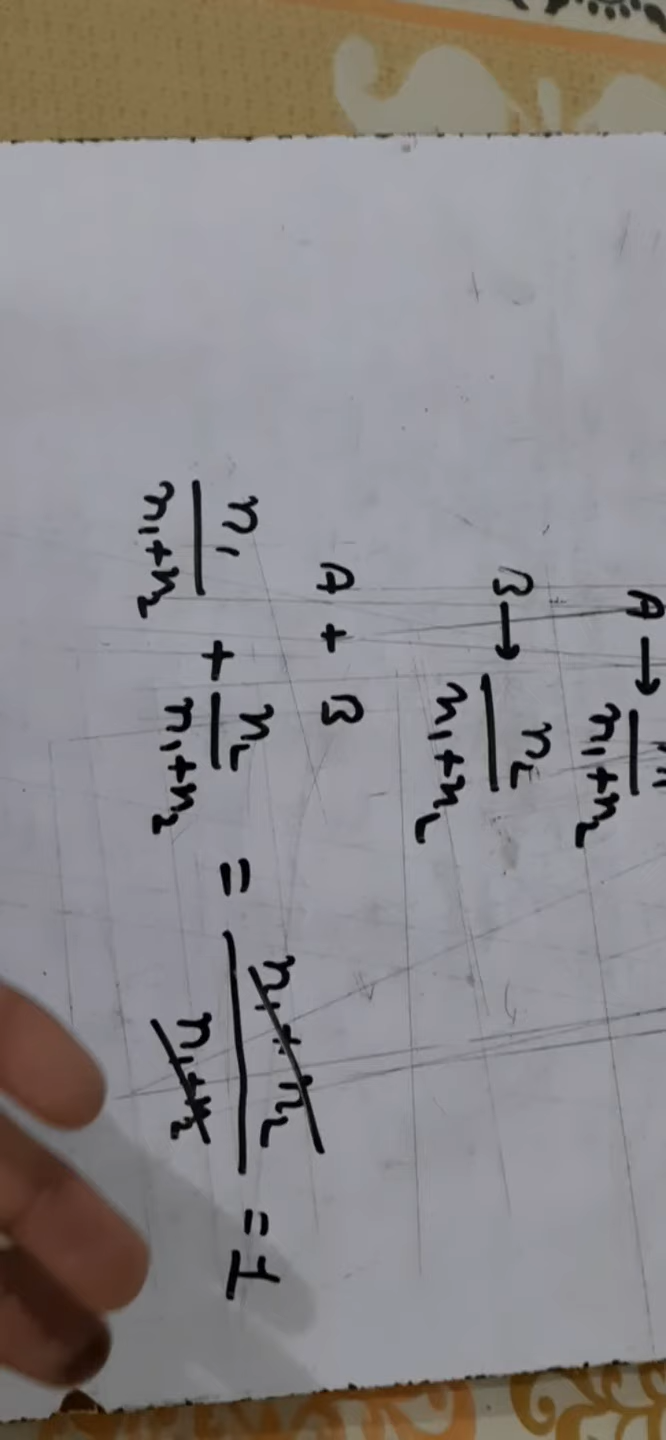 A → n1/(n1+n2)
B → n2/(n1+n2)
A + B
n1/(n1+n2) + n2/(n1+n2) = (n1+n2)/(n1+n2) = 1